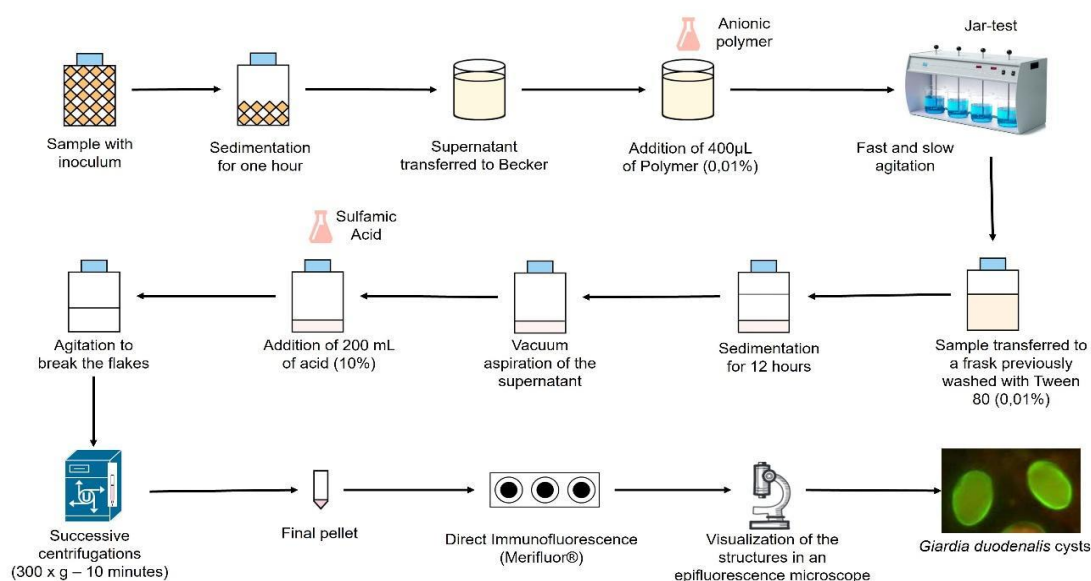 Sample with
inoculum
Sedimentation
for one hour
Supernatant
transferred to Becker
Anionic
polymer
Addition of 400µL
of Polymer (0,01%)
Jar-test
Fast and slow
agitation
Sample transferred to
a frask previously
washed with Tween
80 (0,01%)
Sedimentation
for 12 hours
Vacuum
aspiration of the
supernatant
Sulfamic
Acid
Addition of 200 mL
of acid (10%)
Agitation to
break the flakes
Successive
centrifugations
(300 x g – 10 minutes)
Final pellet
Direct Immunofluorescence
(Merifluor®)
Visualization of the
structures in an
epifluorescence microscope
Giardia duodenalis cysts